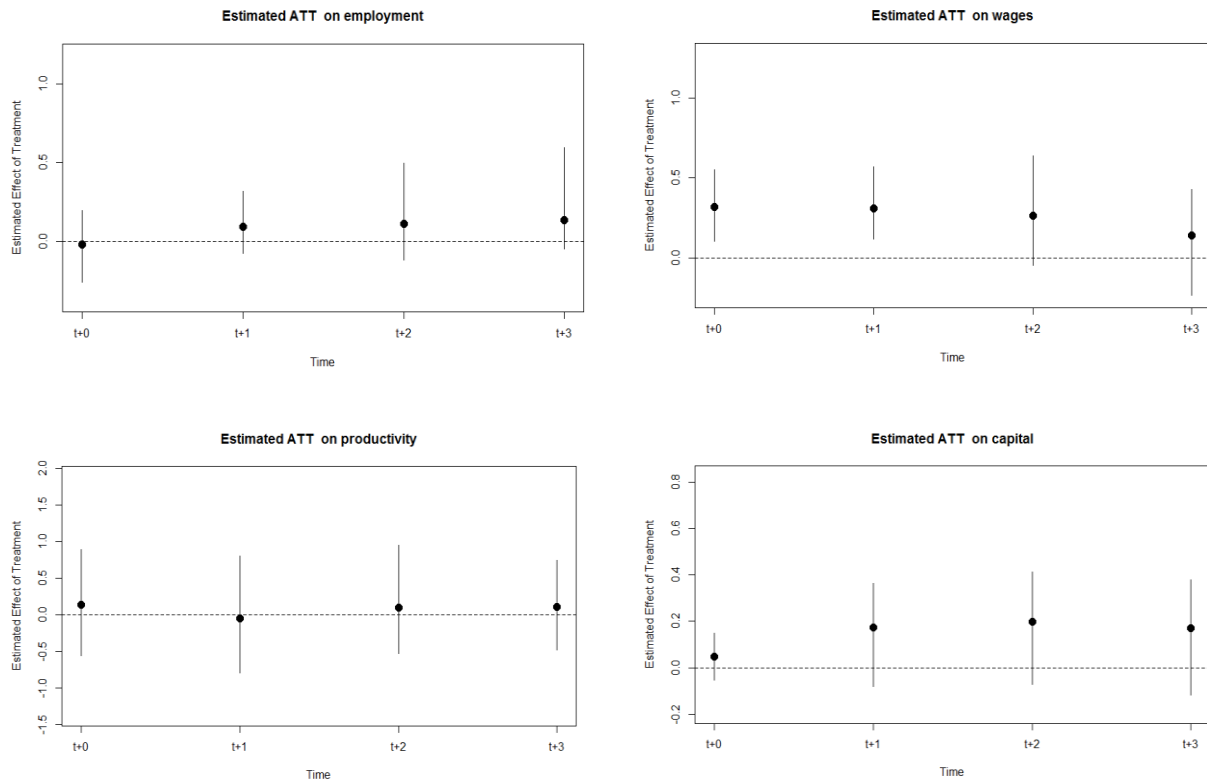 Estimated ATT on employment
Estimated Effect of Treatment
1.0
0.5
0.0
t+0 t+1 t+2 t+3
Time
Estimated ATT on wages
Estimated Effect of Treatment
1.0
0.5
0.0
t+0 t+1 t+2 t+3
Time
Estimated ATT on productivity
Estimated Effect of Treatment
2.0
1.5
1.0
0.5
0.0
-0.5
-1.0
-1.5
t+0 t+1 t+2 t+3
Time
Estimated ATT on capital
Estimated Effect of Treatment
0.8
0.6
0.4
0.2
0.0
-0.2
t+0 t+1 t+2 t+3
Time